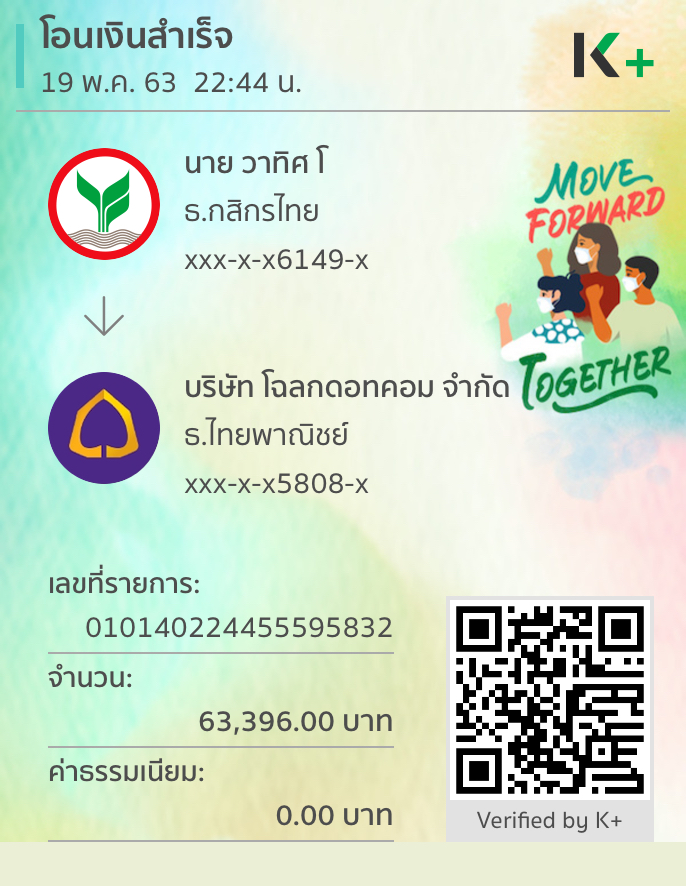 โอนเงินสำเร็จ
19 พ.ค. 63 22:44 น.
K+
MOVE
FORWARD
TOGETHER
นาย วาทิศ โ
ธ.กสิกรไทย
xxx-x-x6149-x
บริษัท โฉลกดอทคอม จำกัด
ธ.ไทยพาณิชย์
xxx-x-x5808-x
เลขที่รายการ:
010140224455595832
จำนวน:
63,396.00 บาท
ค่าธรรมเนียม:
0.00 บาท
Verified by K+